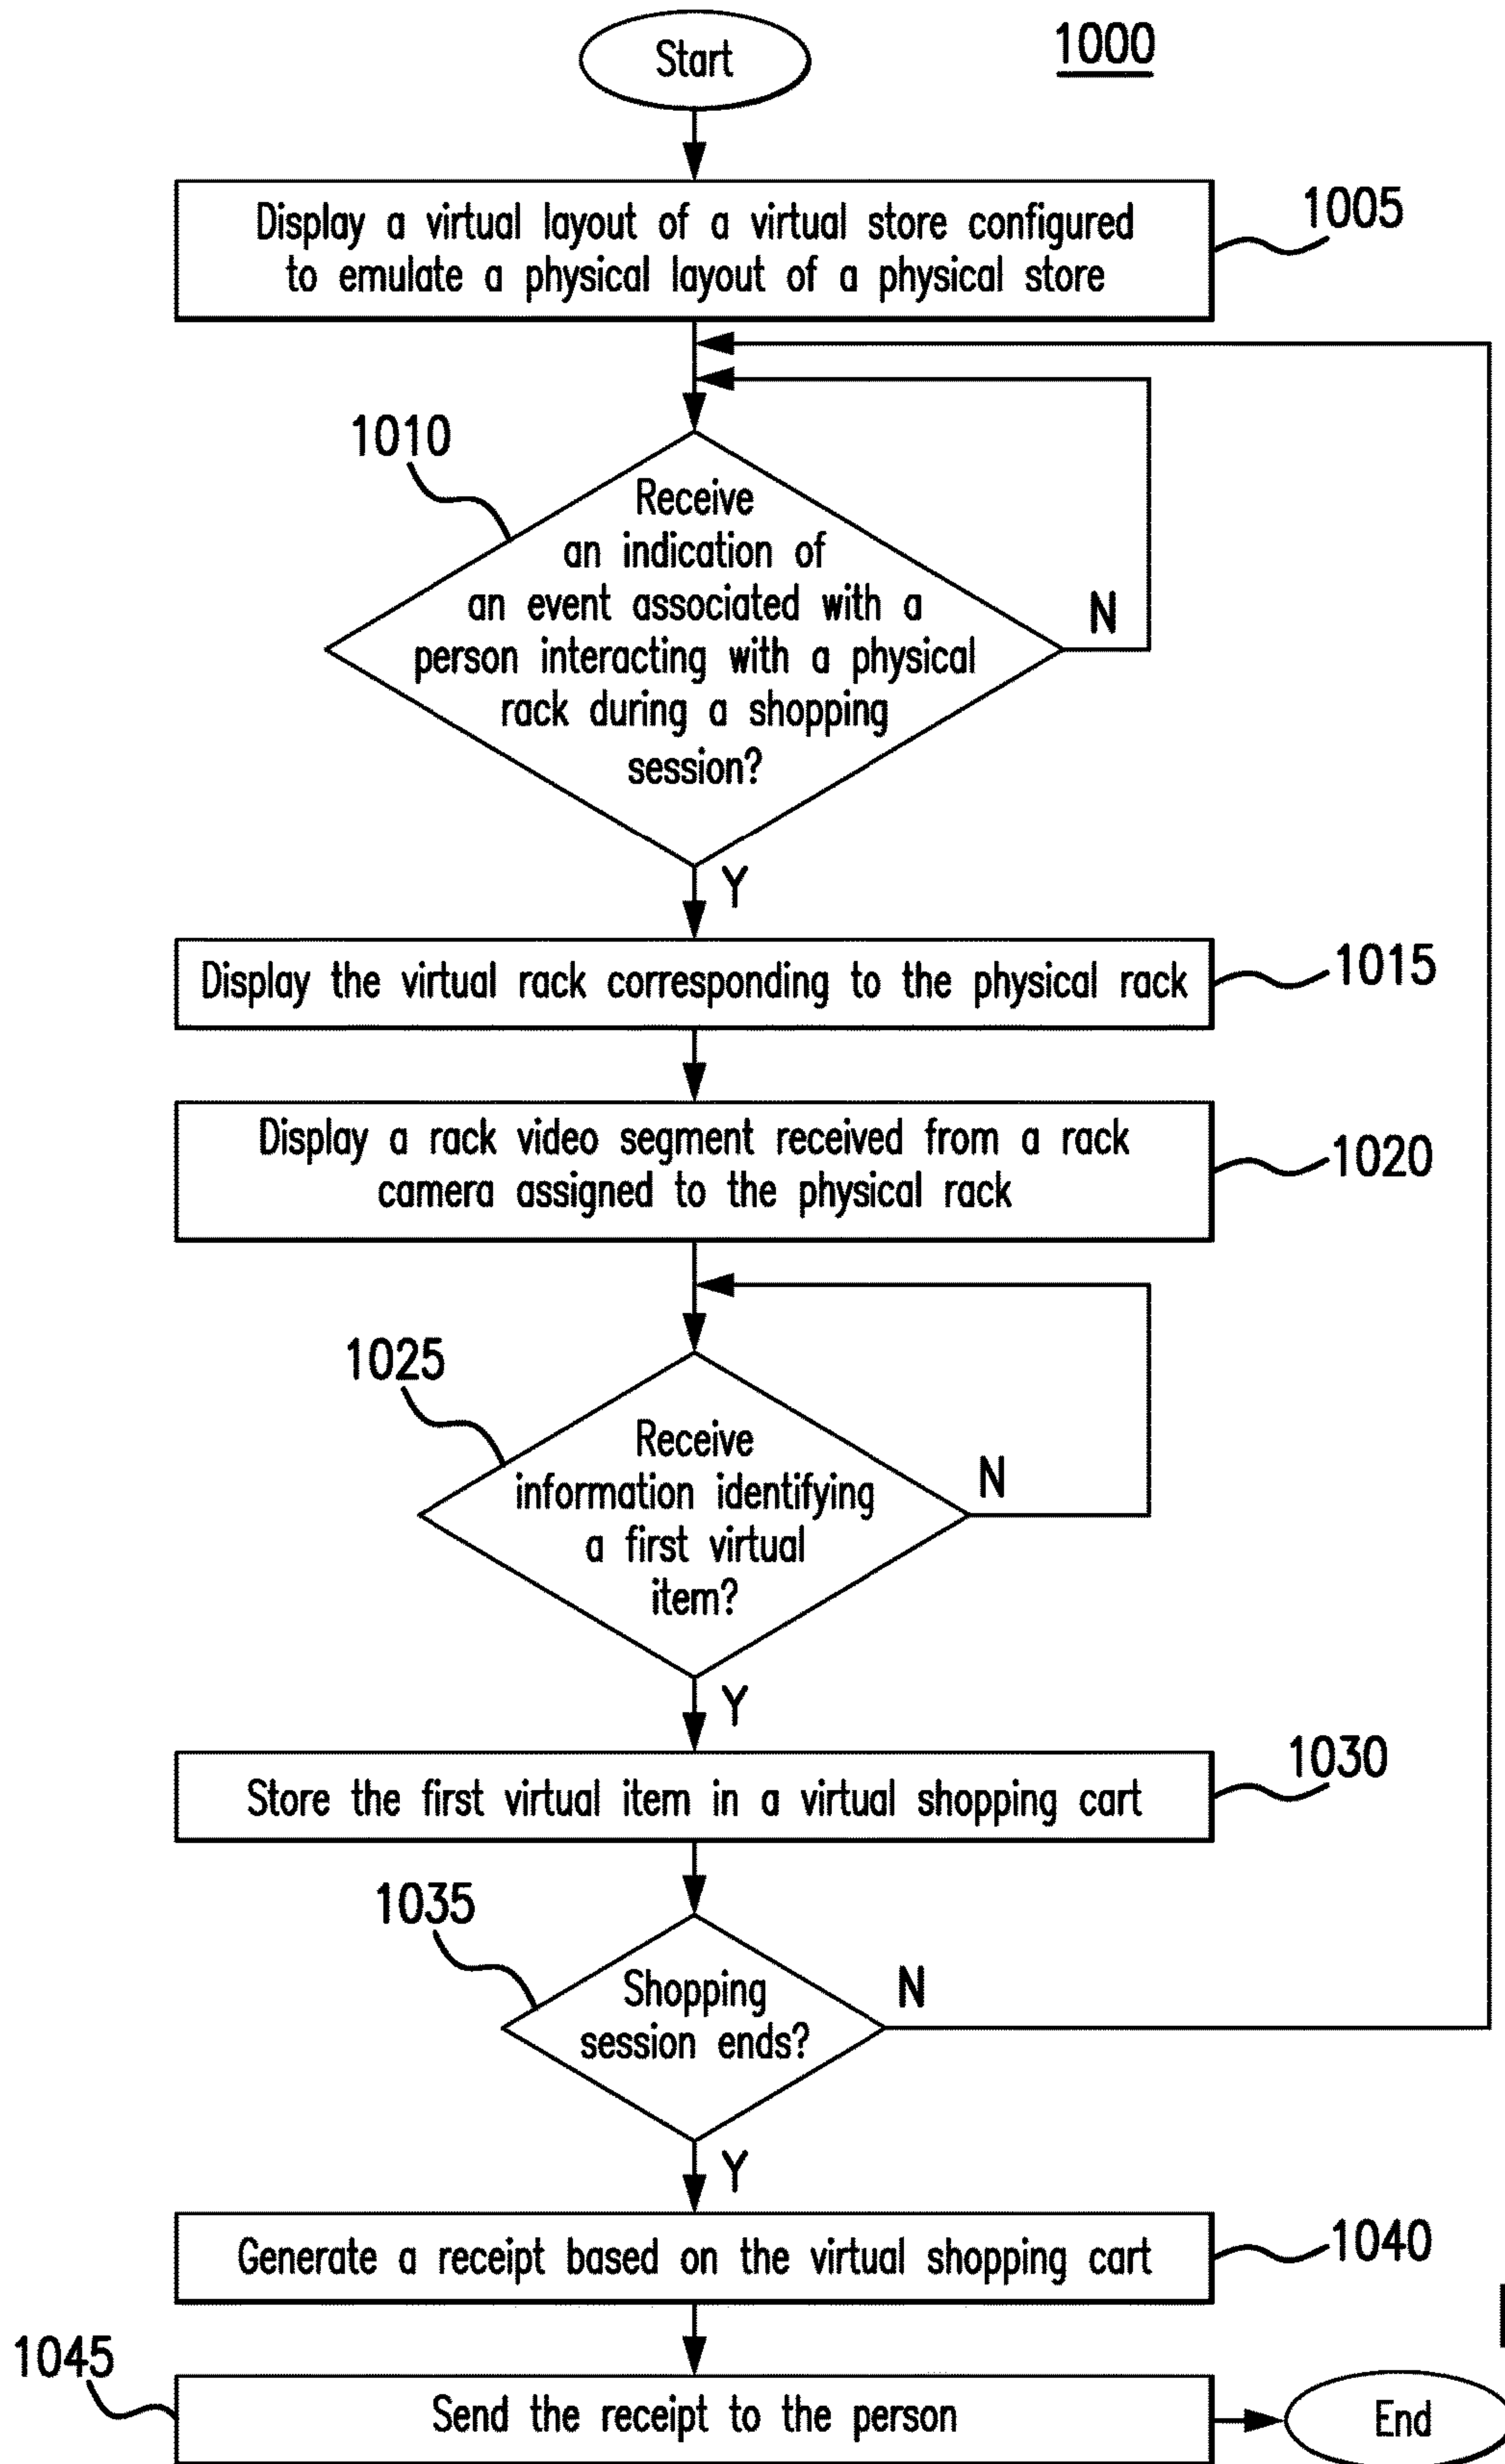 Start
1000
Display a virtual layout of a virtual store configured
to emulate a physical layout of a physical store
1005
1010
Receive
an indication of
an event associated with a
person interacting with a physical
rack during a shopping
session?
N
Y
Display the virtual rack corresponding to the physical rack
1015
Display a rack video segment received from a rack
camera assigned to the physical rack
1020
1025
Receive
information identifying
a first virtual
item?
N
Y
Store the first virtual item in a virtual shopping cart
1030
1035
Shopping
session ends?
N
Y
Generate a receipt based on the virtual shopping cart
1040
1045
Send the receipt to the person
End